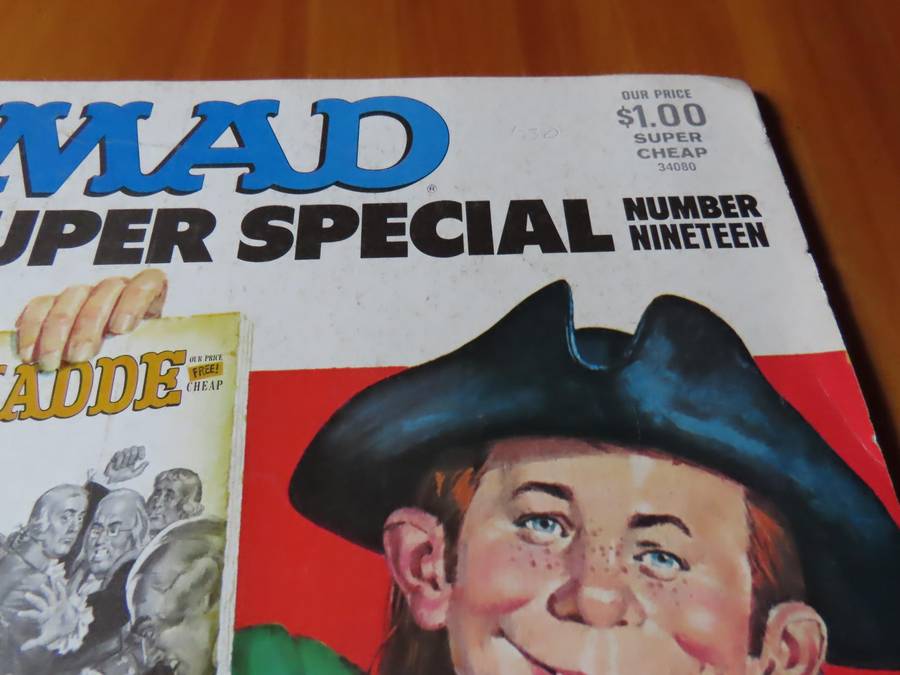 MAD
OUR PRICE
$1.00
SUPER
CHEAP
34080
UPER SPECIAL
NUMBER
NINETEEN
ADDE
OUR PRICE
FREE!
CHEAP